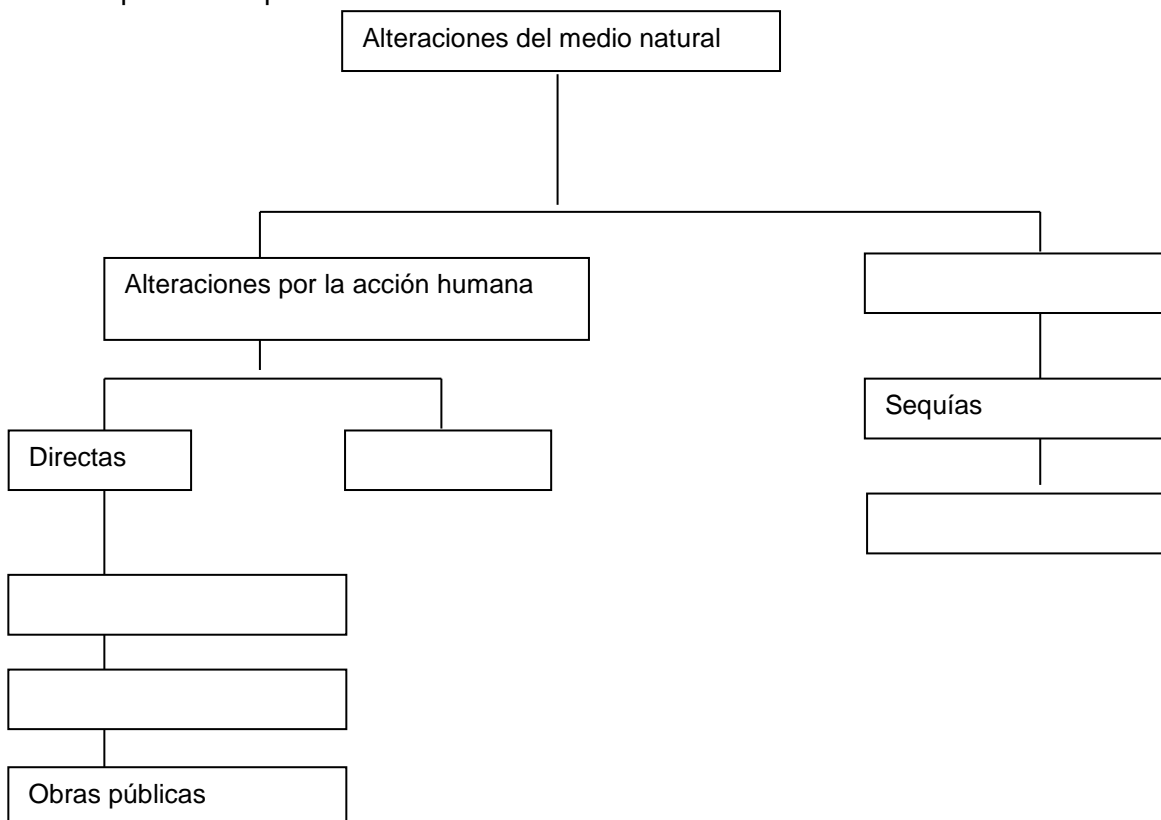 Alteraciones del medio natural
Alteraciones por la acción humana
Sequías
Directas
Obras públicas